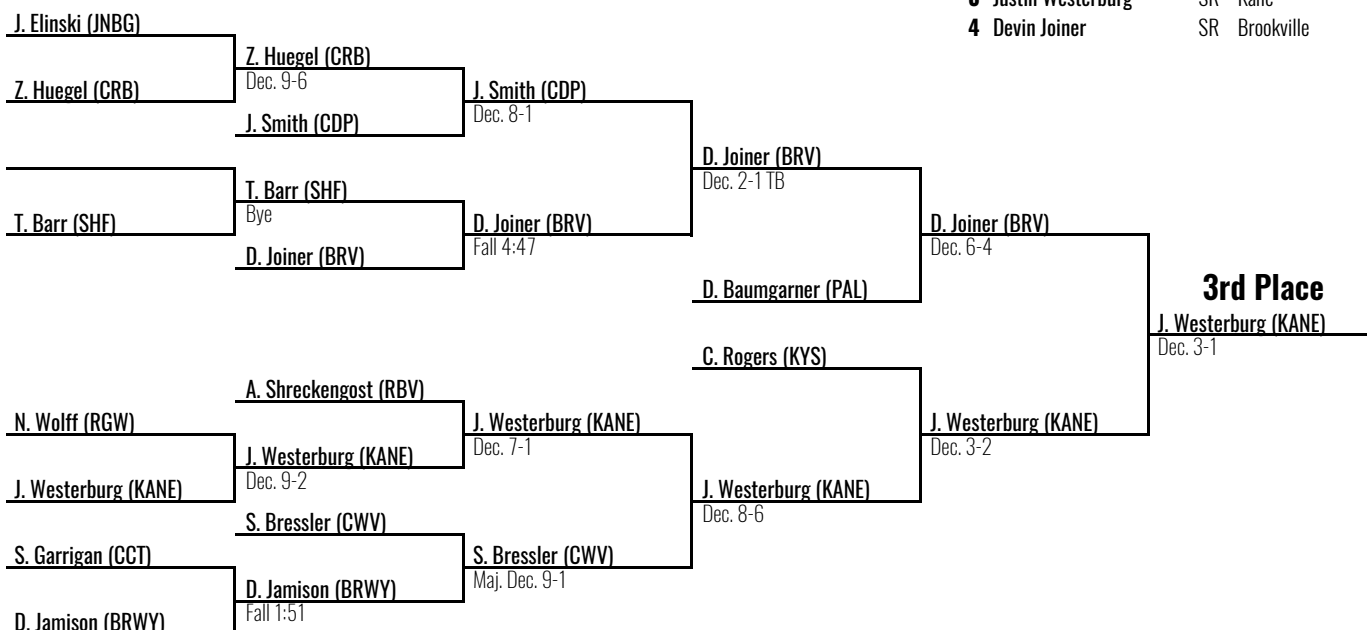 3 Justin Westerburg SR Kane
4 Devin Joiner SR Brookville
J. Elinski (JNBG)
Z. Huegel (CRB)
Dec. 9-6
Z. Huegel (CRB)
J. Smith (CDP)
Dec. 8-1
J. Smith (CDP)
D. Joiner (BRV)
Dec. 2-1 TB
T. Barr (SHF)
Bye
T. Barr (SHF)
D. Joiner (BRV)
Fall 4:47
D. Joiner (BRV)
Dec. 6-4
D. Joiner (BRV)
D. Baumgarner (PAL)
3rd Place
J. Westerburg (KANE)
Dec. 3-1
C. Rogers (KYS)
A. Shreckengost (RBV)
N. Wolff (RGW)
J. Westerburg (KANE)
Dec. 7-1
J. Westerburg (KANE)
Dec. 3-2
J. Westerburg (KANE)
Dec. 9-2
J. Westerburg (KANE)
J. Westerburg (KANE)
Dec. 8-6
S. Bressler (CWV)
S. Garrigan (CCT)
S. Bressler (CWV)
Maj. Dec. 9-1
D. Jamison (BRWY)
Fall 1:51
D. Jamison (BRWY)